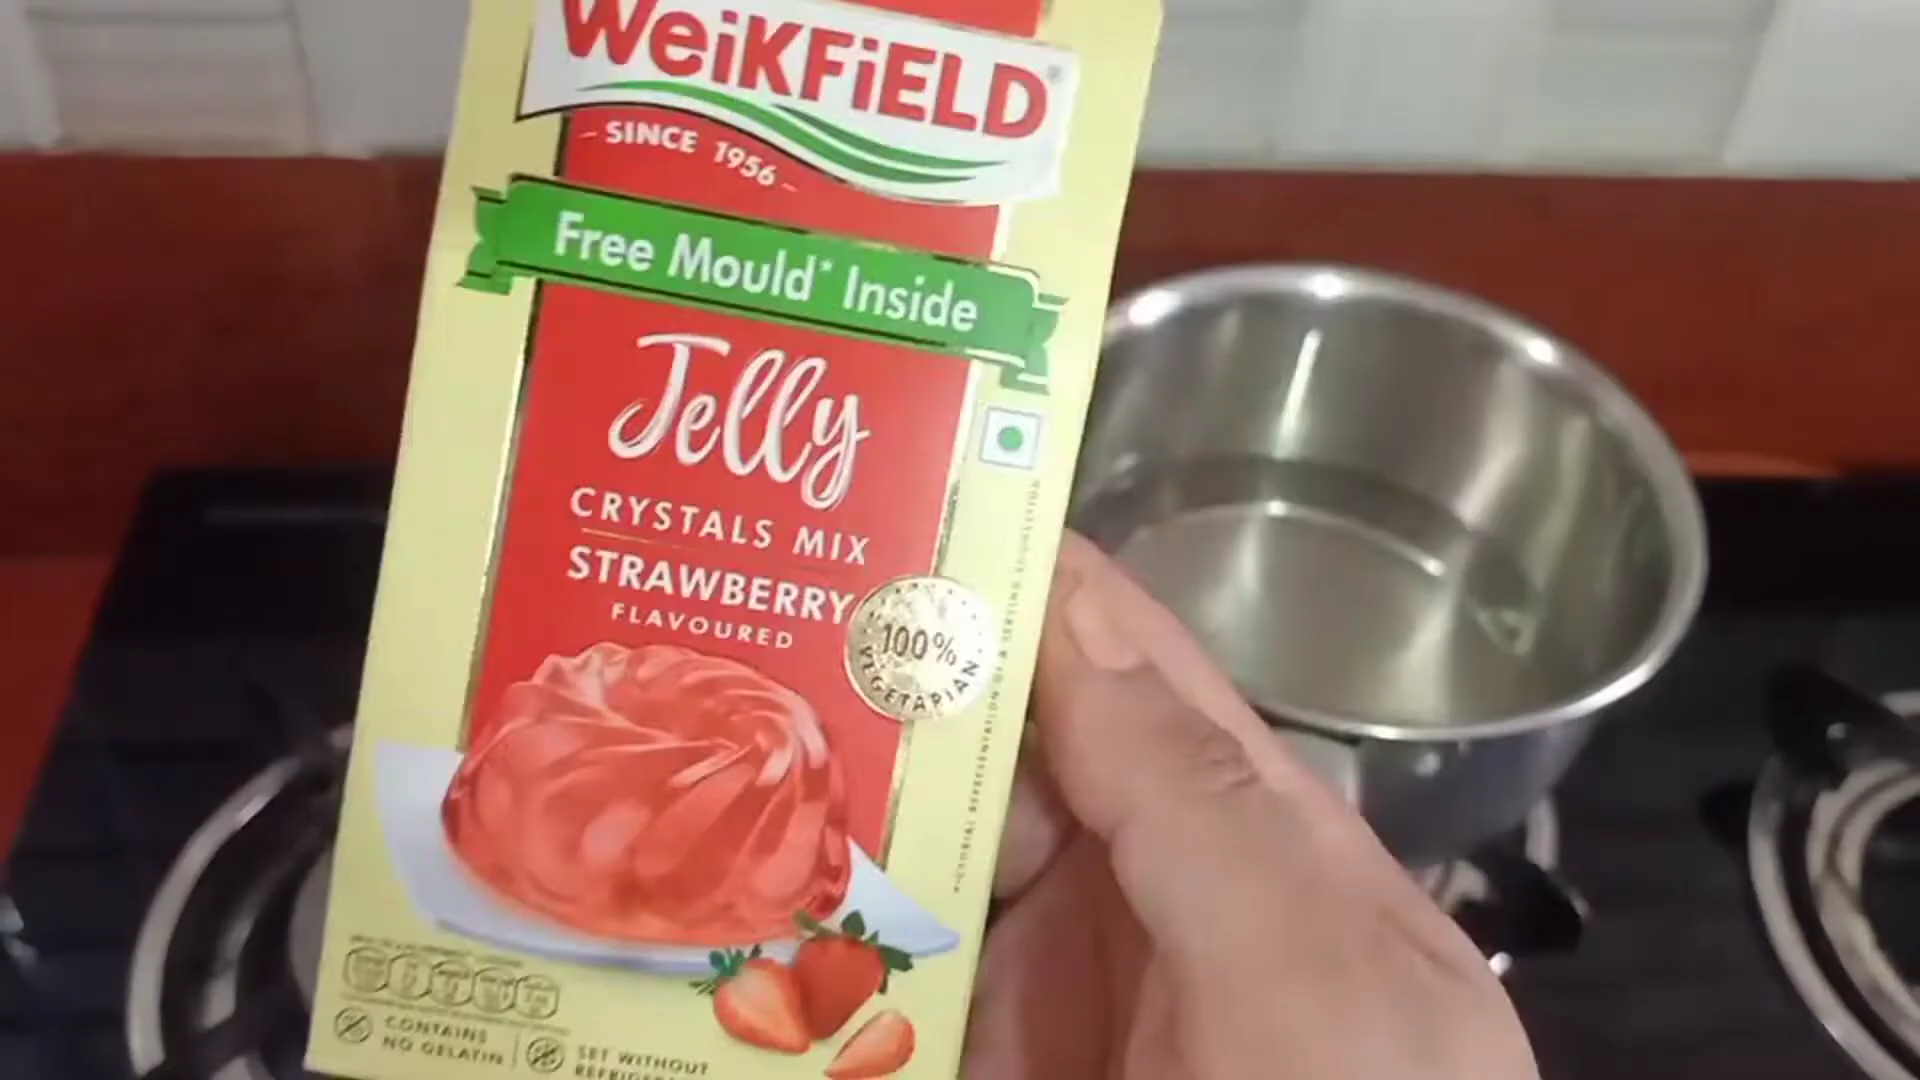 WEiKFiELD
- SINCE 1956 -
Free Mould* Inside
Jelly
CRYSTALS MIX
STRAWBERRY
FLAVOURED
100%
VEGETARIAN
CONTAINS
NO GELATIN
SET WITHOUT